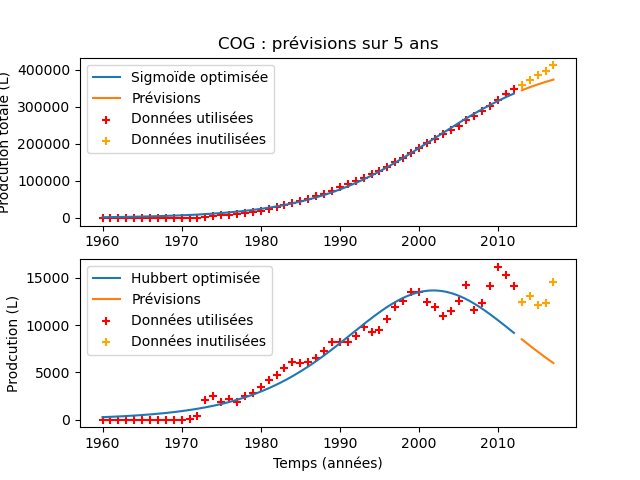 COG : prévisions sur 5 ans
Prodcution totale (L)
400000
300000
200000
100000
0
Sigmoïde optimisée
Prévisions
Données utilisées
Données inutilisées
1960 1970 1980 1990 2000 2010
Prodcution (L)
15000
10000
5000
0
Hubbert optimisée
Prévisions
Données utilisées
Données inutilisées
1960 1970 1980 1990 2000 2010
Temps (années)